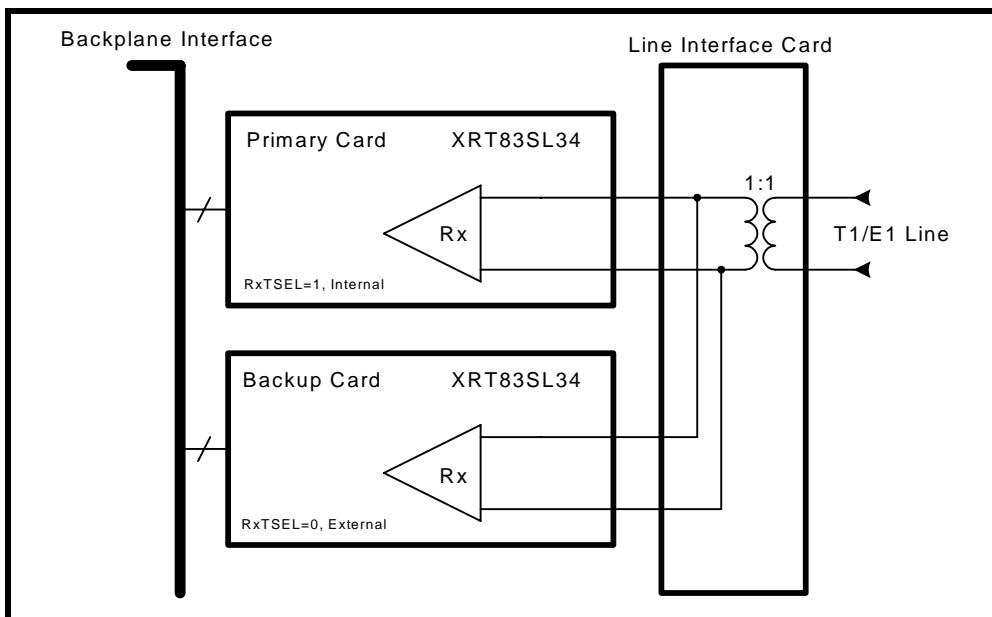 Backplane Interface
Line Interface Card
Primary Card
XRT83SL34
1:1
Rx
T1/E1 Line
RxTSEL=1, Internal
Backup Card
XRT83SL34
Rx
RxTSEL=0, External